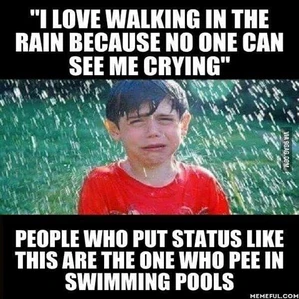 "I LOVE WALKING IN THE
RAIN BECAUSE NO ONE CAN
SEE ME CRYING"
VIA 9GAG.COM
PEOPLE WHO PUT STATUS LIKE
THIS ARE THE ONE WHO PEE IN
SWIMMING POOLS
MEMEFUL.COM